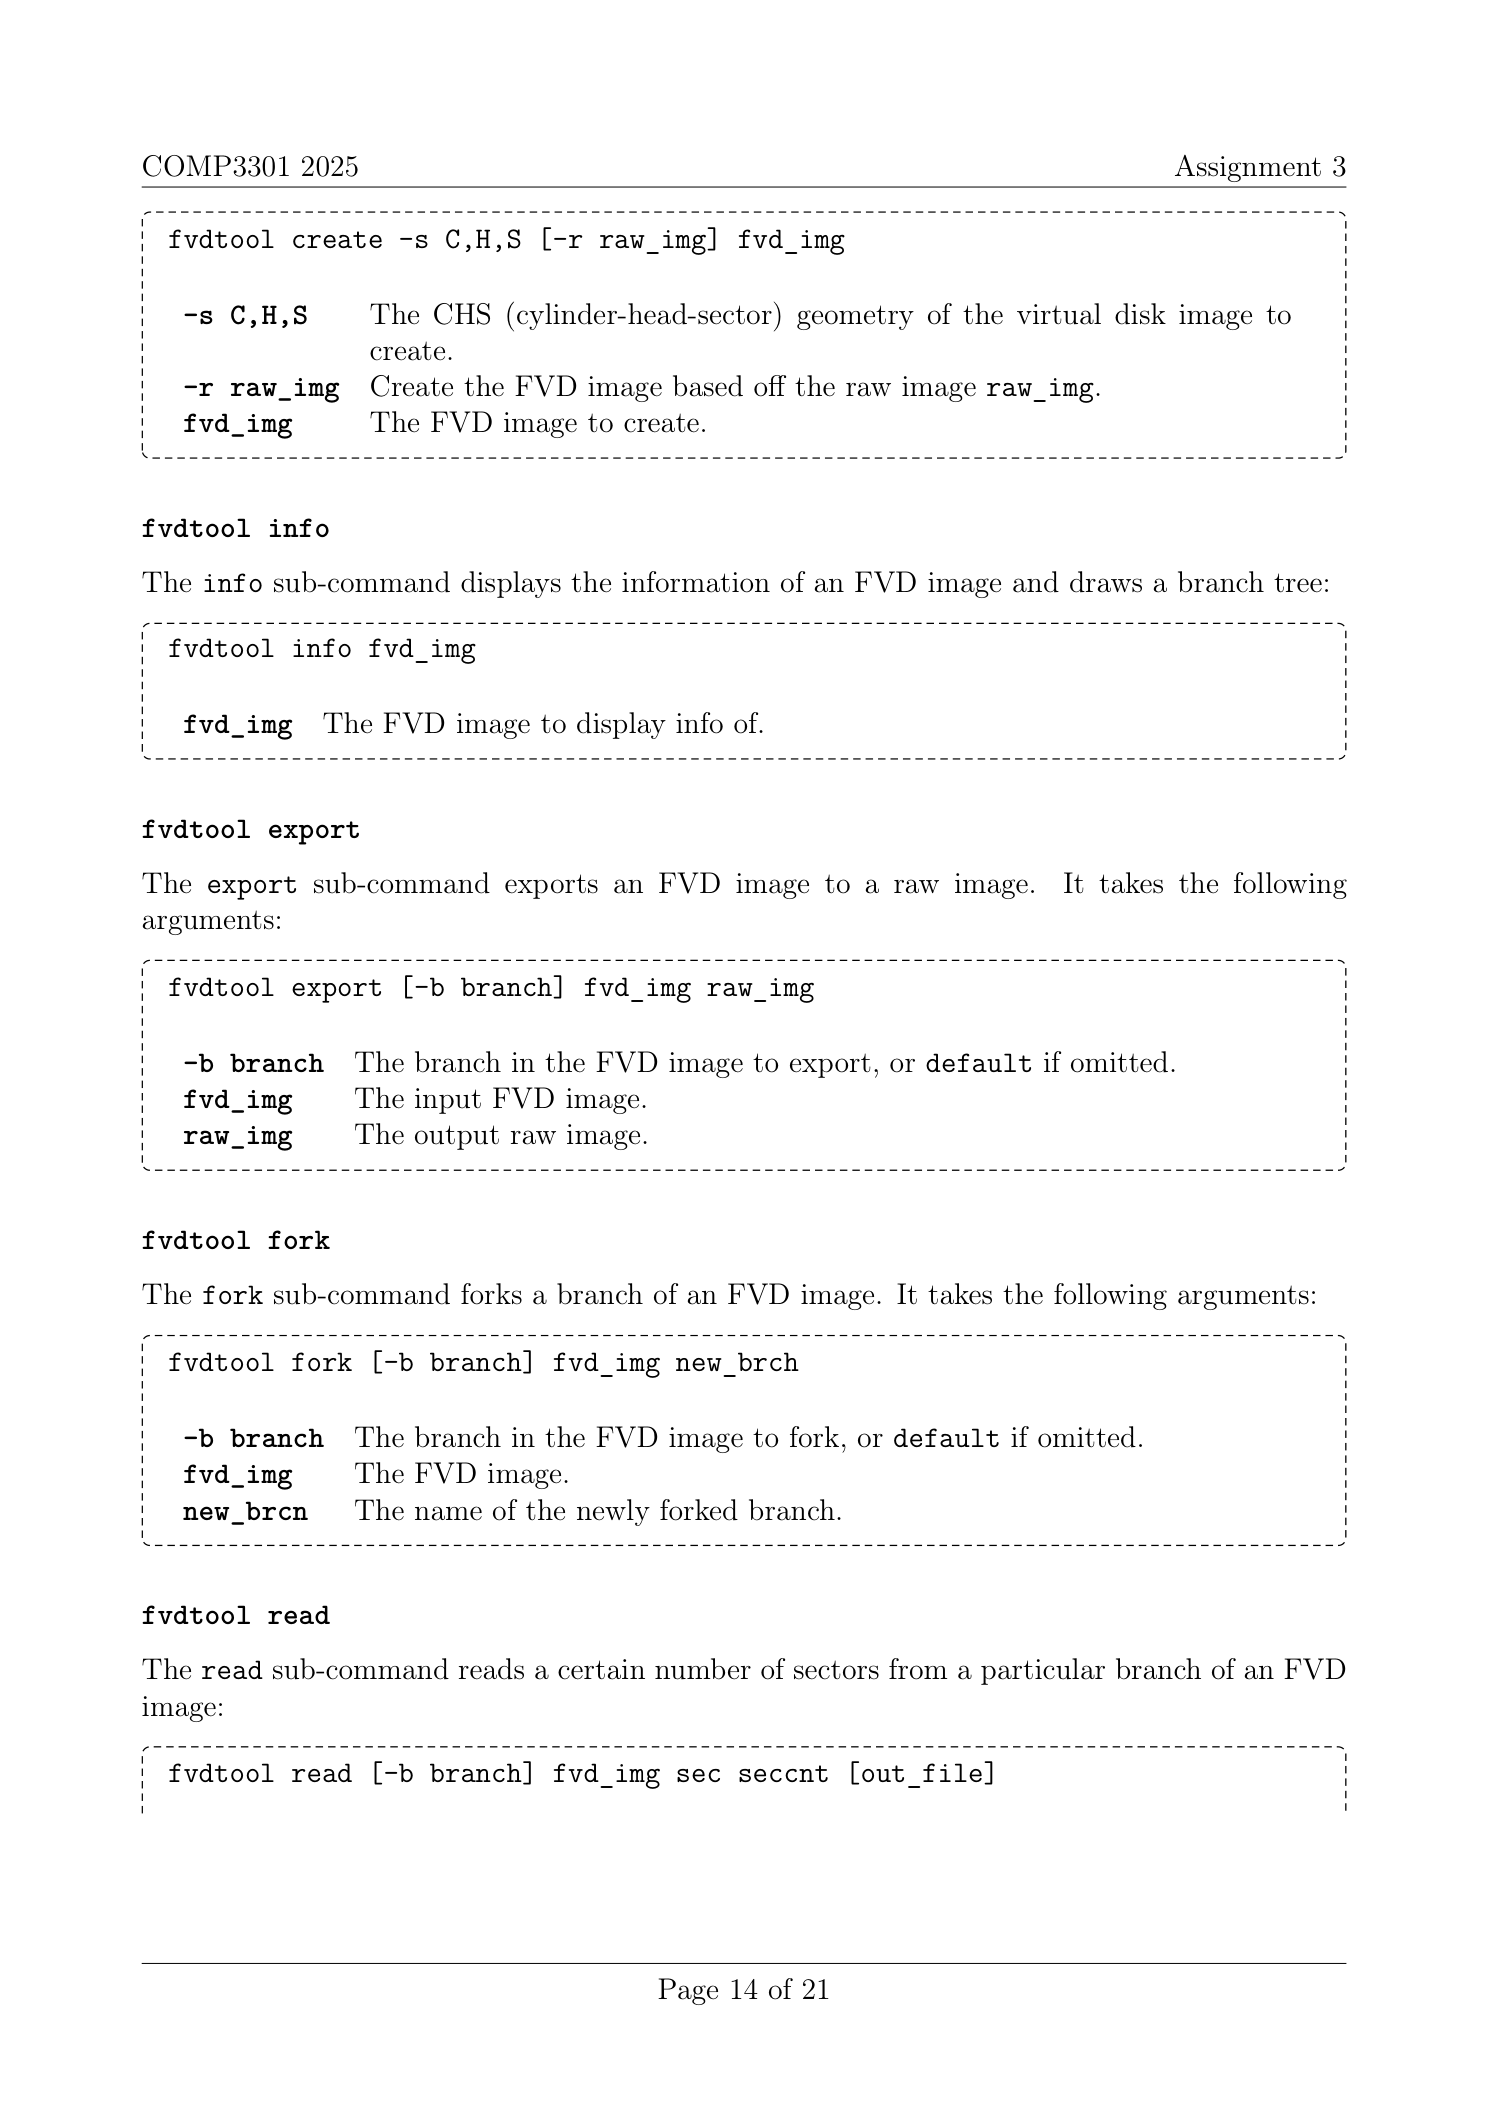 COMP3301 2025 Assignment 3
fvdtool create -s C,H,S [-r raw_img] fvd_img
-s C,H,S The CHS (cylinder-head-sector) geometry of the virtual disk image to
create.
-r raw_img Create the FVD image based off the raw image raw_img.
fvd_img The FVD image to create.
fvdtool info
The info sub-command displays the information of an FVD image and draws a branch tree:
fvdtool info fvd_img
fvd_img The FVD image to display info of.
fvdtool export
The export sub-command exports an FVD image to a raw image. It takes the following
arguments:
fvdtool export [-b branch] fvd_img raw_img
-b branch The branch in the FVD image to export, or default if omitted.
fvd_img The input FVD image.
raw_img The output raw image.
fvdtool fork
The fork sub-command forks a branch of an FVD image. It takes the following arguments:
fvdtool fork [-b branch] fvd_img new_brch
-b branch The branch in the FVD image to fork, or default if omitted.
fvd_img The FVD image.
new_brcn The name of the newly forked branch.
fvdtool read
The read sub-command reads a certain number of sectors from a particular branch of an FVD
image:
fvdtool read [-b branch] fvd_img sec seccnt [out_file]
Page 14 of 21